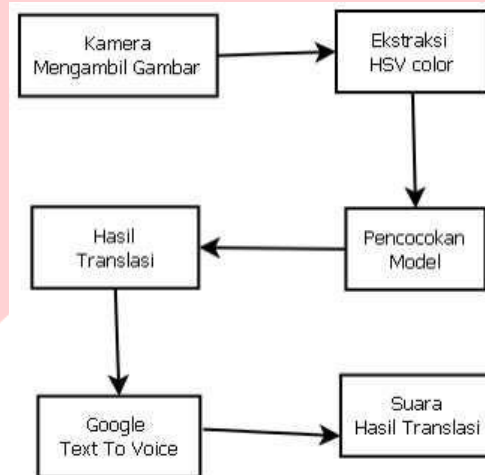 Kamera
Mengambil Gambar
Ekstraksi
HSV color
Pencocokan
Model
Hasil
Translasi
Google
Text To Voice
Suara
Hasil Translasi